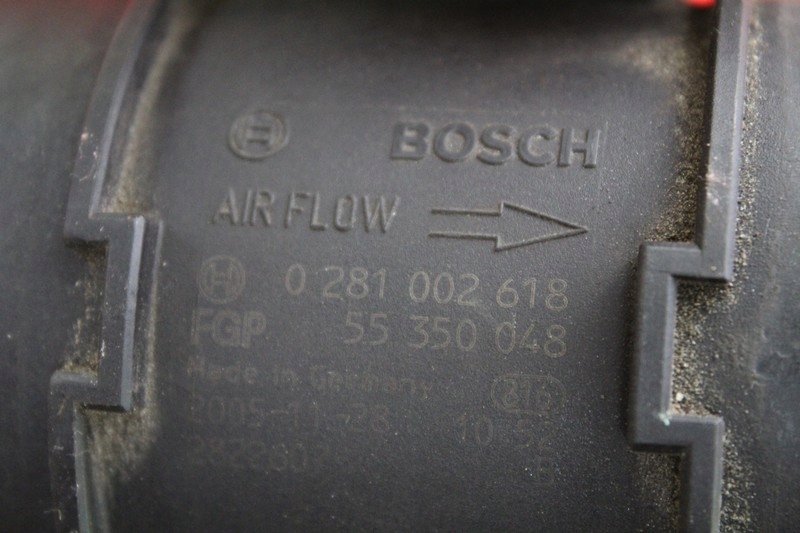 BOSCH
AIR FLOW
0 281 002 618
FGP 55 350 048
Made in Germany
2005-11-28